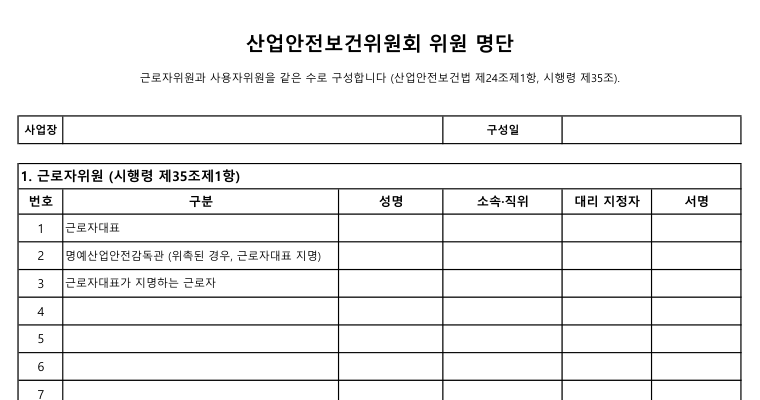 산업안전보건위원회 위원 명단
근로자위원과 사용자위원을 같은 수로 구성합니다 (산업안전보건법 제24조제1항, 시행령 제35조).
사업장 구성일
1. 근로자위원 (시행령 제35조제1항)
번호 구분 성명 소속·직위 대리 지정자 서명
1 근로자대표
2 명예산업안전감독관 (위촉된 경우, 근로자대표 지명)
3 근로자대표가 지명하는 근로자
4
5
6
7